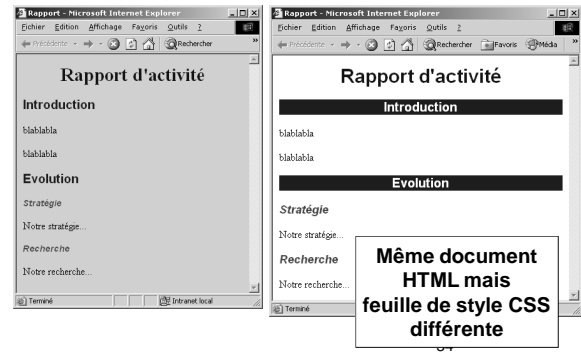 Rapport - Microsoft Internet Explorer
Fichier Edition Affichage Favoris Outils ?
Précédente Rechercher »
Rapport d'activité
Introduction
blablabla
blablabla
Evolution
Stratégie
Notre stratégie...
Recherche
Notre recherche...
Terminé Intranet local
Rapport - Microsoft Internet Explorer
Fichier Edition Affichage Favoris Outils ?
Précédente Rechercher Favoris Média »
Rapport d'activité
Introduction
blablabla
blablabla
Evolution
Stratégie
Notre stratégie...
Recherche
Notre recherche...
Terminé
Même document
HTML mais
feuille de style CSS
différente